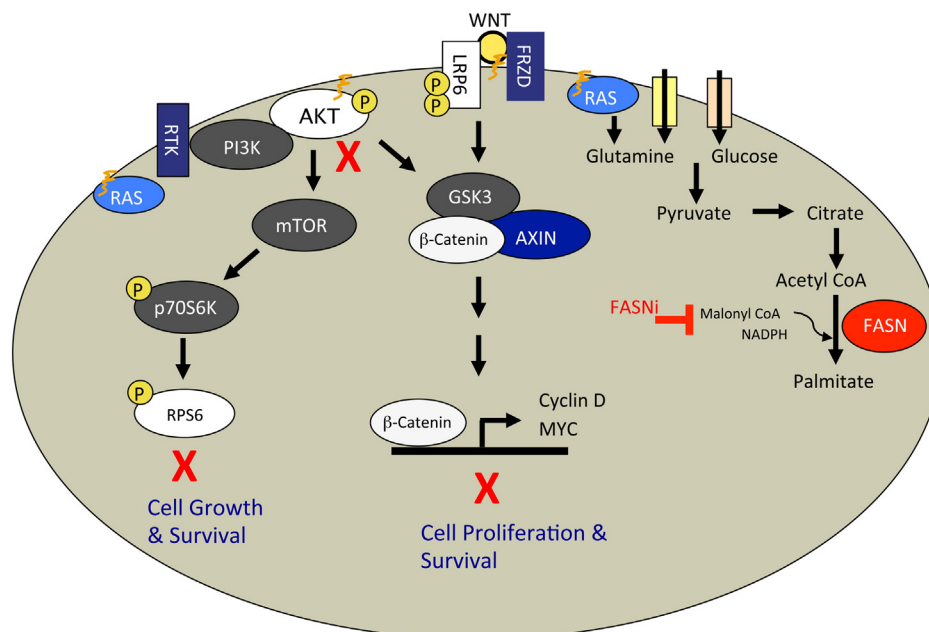 WNT
LRP6
FRZD
P
P
RTK
PI3K
AKT
P
X
RAS
RAS
Glutamine
Glucose
mTOR
GSK3
β-Catenin
AXIN
Pyruvate
Citrate
Acetyl CoA
P
p70S6K
FASNi
Malonyl CoA
NADPH
FASN
Palmitate
P
RPS6
X
Cell Growth
& Survival
β-Catenin
Cyclin D
MYC
X
Cell Proliferation &
Survival